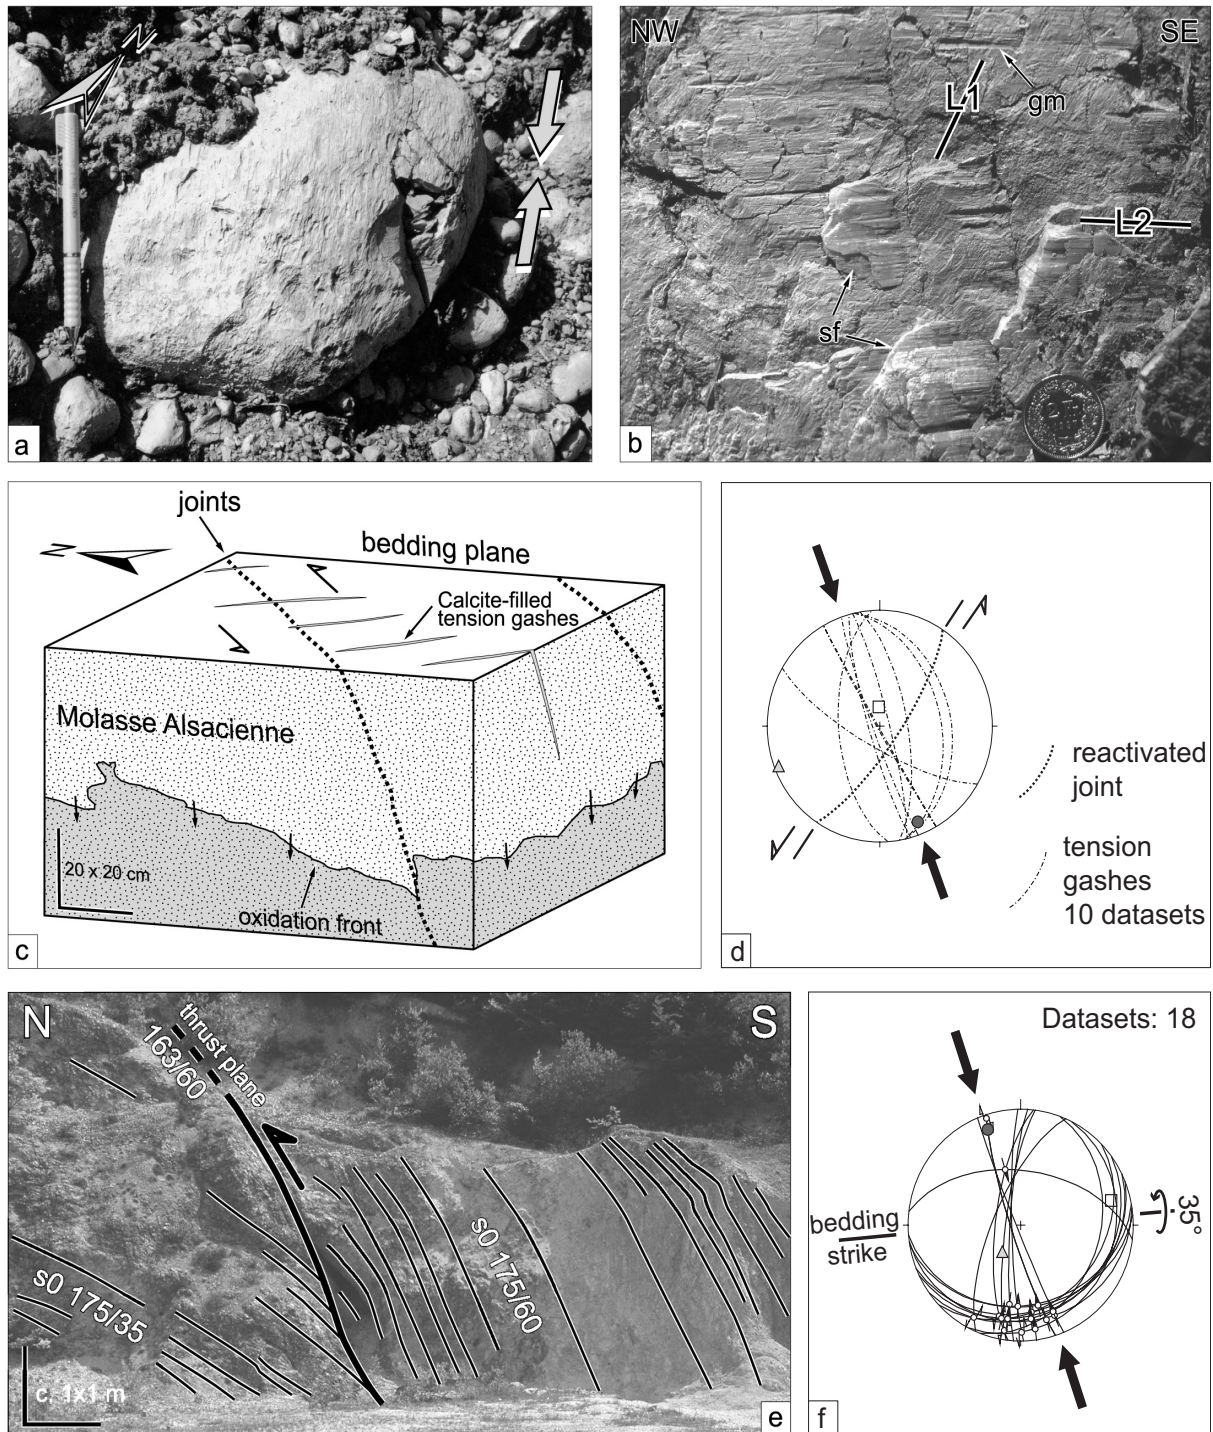 N
a
NW
SE
L1
gm
L2
sf
b
joints
N
bedding plane
Calcite-filled
tension gashes
Molasse Alsacienne
20 x 20 cm
oxidation front
c
reactivated
joint
tension
gashes
10 datasets
d
N
S
thrust plane
163/60
s0 175/35
s0 175/60
c. 1x1 m
e
Datasets: 18
bedding
strike
35°
f